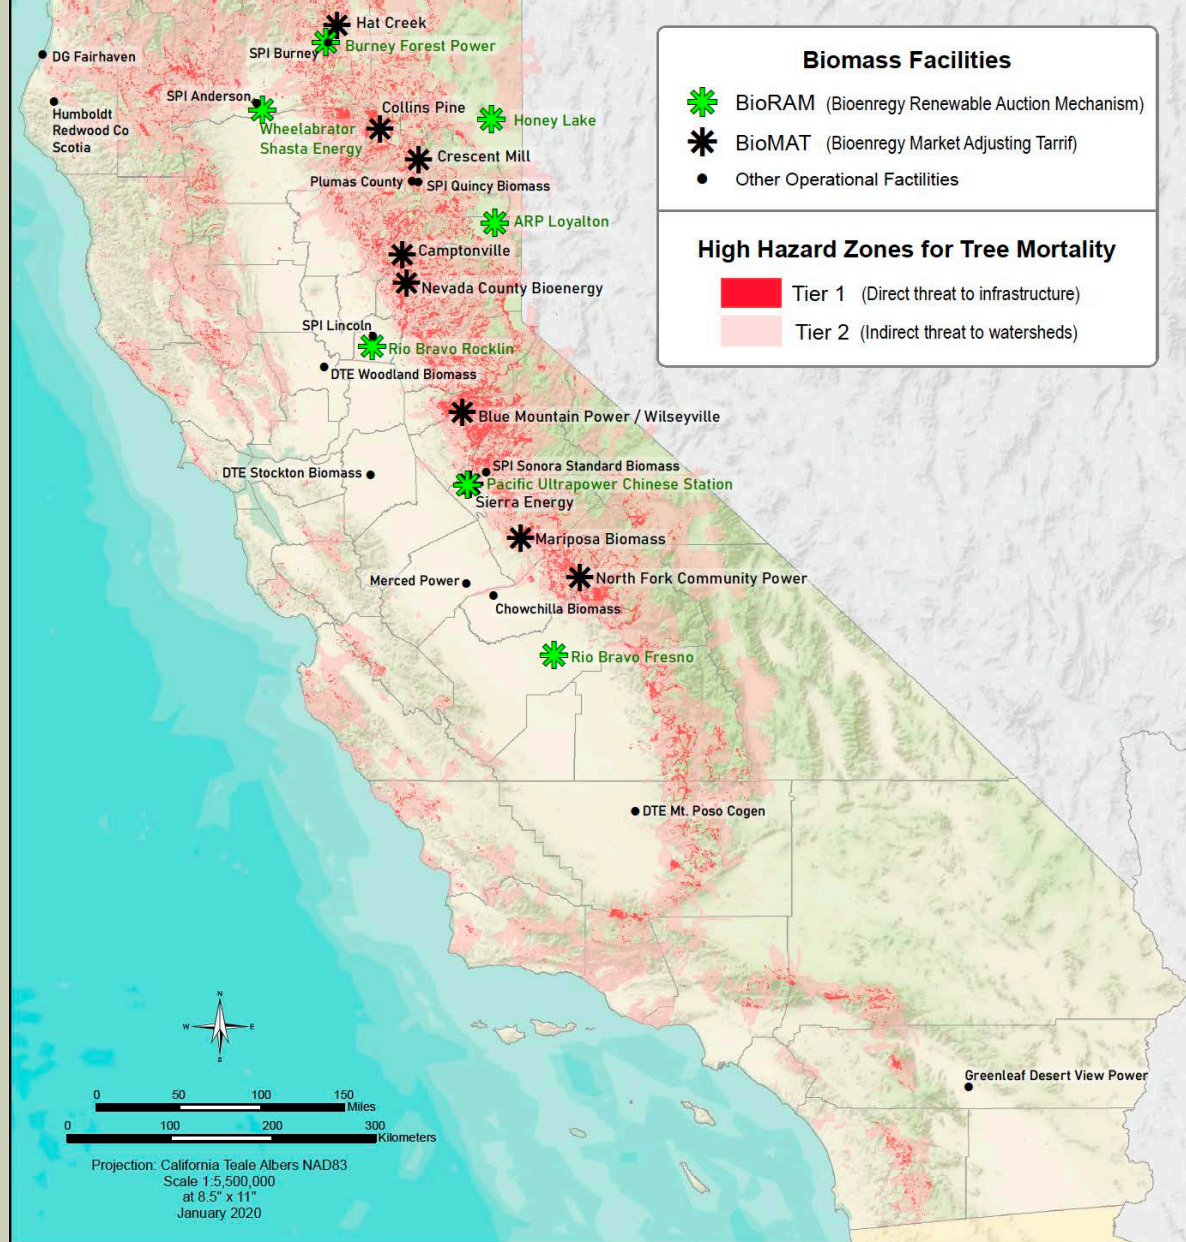 Hat Creek
Burney Forest Power
SPI Burney
DG Fairhaven
SPI Anderson
Humboldt
Redwood Co
Scotia
Collins Pine
Wheelabrator
Shasta Energy
Honey Lake
Crescent Mill
Plumas County
SPI Quincy Biomass
ARP Loyalton
Camptonville
Nevada County Bioenergy
SPI Lincoln
Rio Bravo Rocklin
DTE Woodland Biomass
Blue Mountain Power / Wilseyville
SPI Sonora Standard Biomass
DTE Stockton Biomass
Pacific Ultrapower Chinese Station
Sierra Energy
Mariposa Biomass
North Fork Community Power
Merced Power
Chowchilla Biomass
Rio Bravo Fresno
DTE Mt. Poso Cogen
Greenleaf Desert View Power
Biomass Facilities
BioRAM (Bioenregy Renewable Auction Mechanism)
BioMAT (Bioenregy Market Adjusting Tarrif)
Other Operational Factilities
High Hazard Zones for Tree Mortality
Tier 1 (Direct threat to infrastructure)
Tier 2 (Indirect threat to watersheds)
N
W E
S
0 50 100 150
Miles
0 100 200 300
Kilometers
Projection: California Teale Albers NAD83
Scale 1:5,500,000
at 8.5" x 11"
January 2020